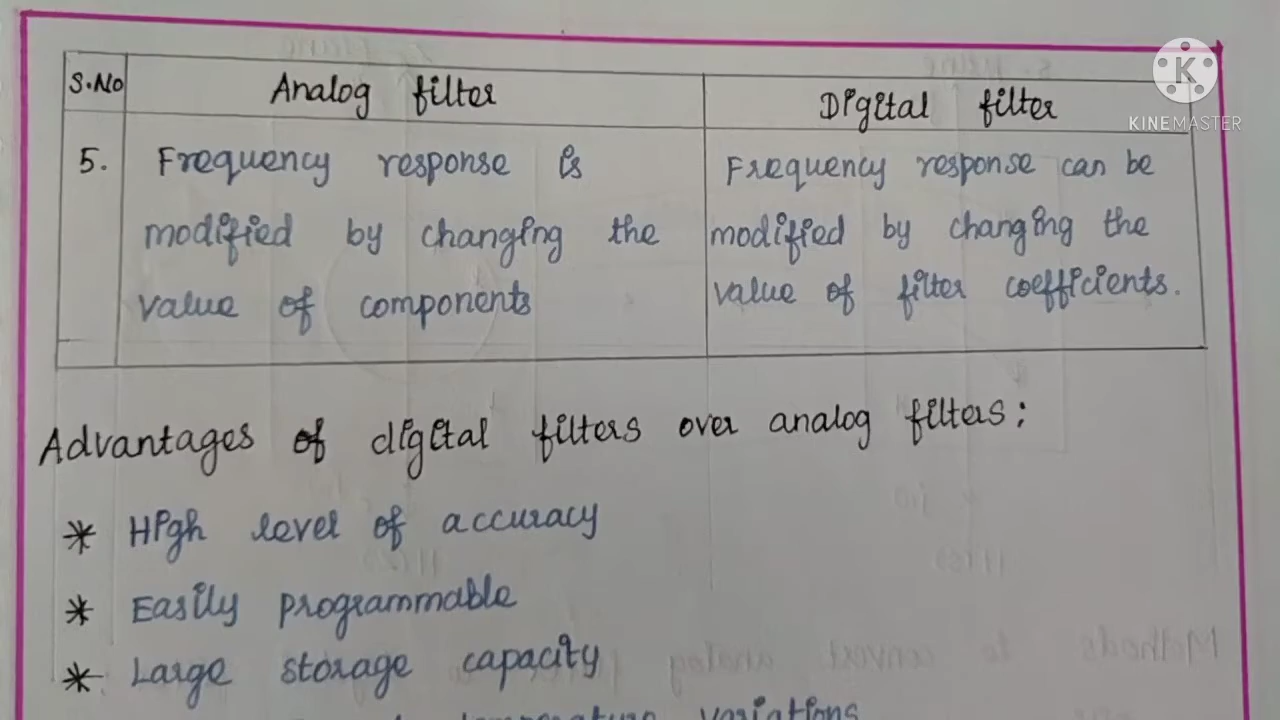 S.No Analog filter Digital filter
5. Frequency response is Frequency response can be
modified by changing the modified by changing the
value of components value of filter coefficients.
Advantages of digital filters over analog filters:
* High level of accuracy
* Easily programmable
* Large storage capacity
temperature variations
K
KINEMASTER